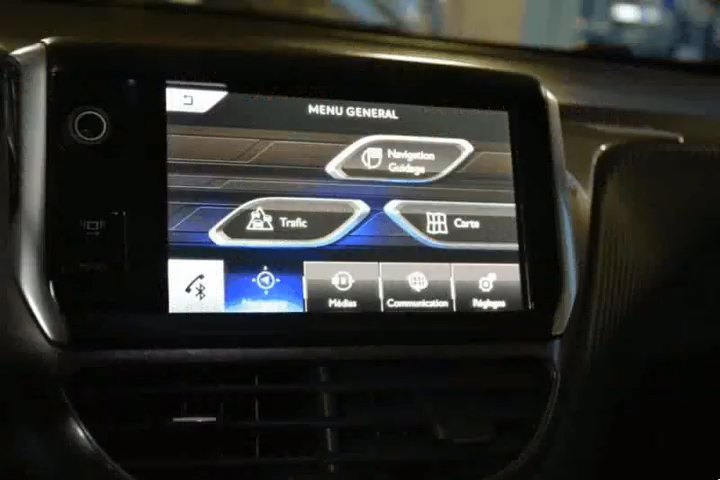 MENU GENERAL
Navigation
Guidage
Trafic
Carte
Médias
Communication
Réglages